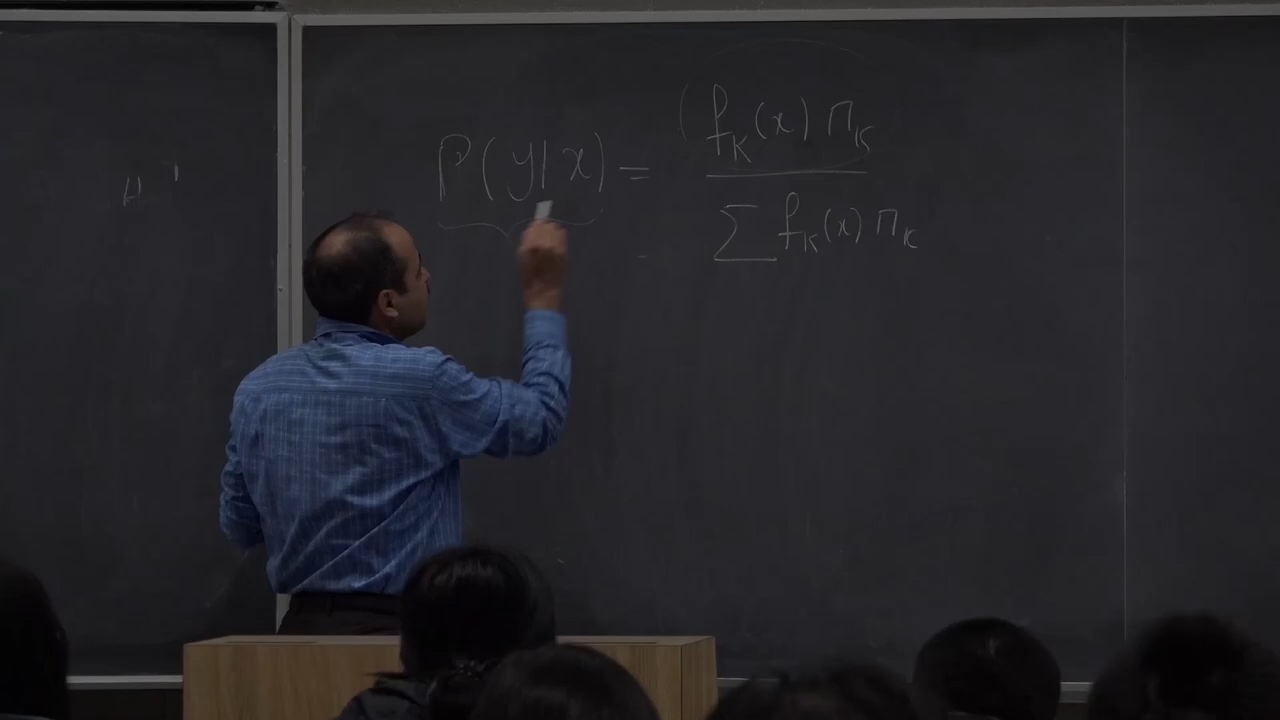 P(y|x) = f_K(x) π_K
∑ f_K(x) π_K